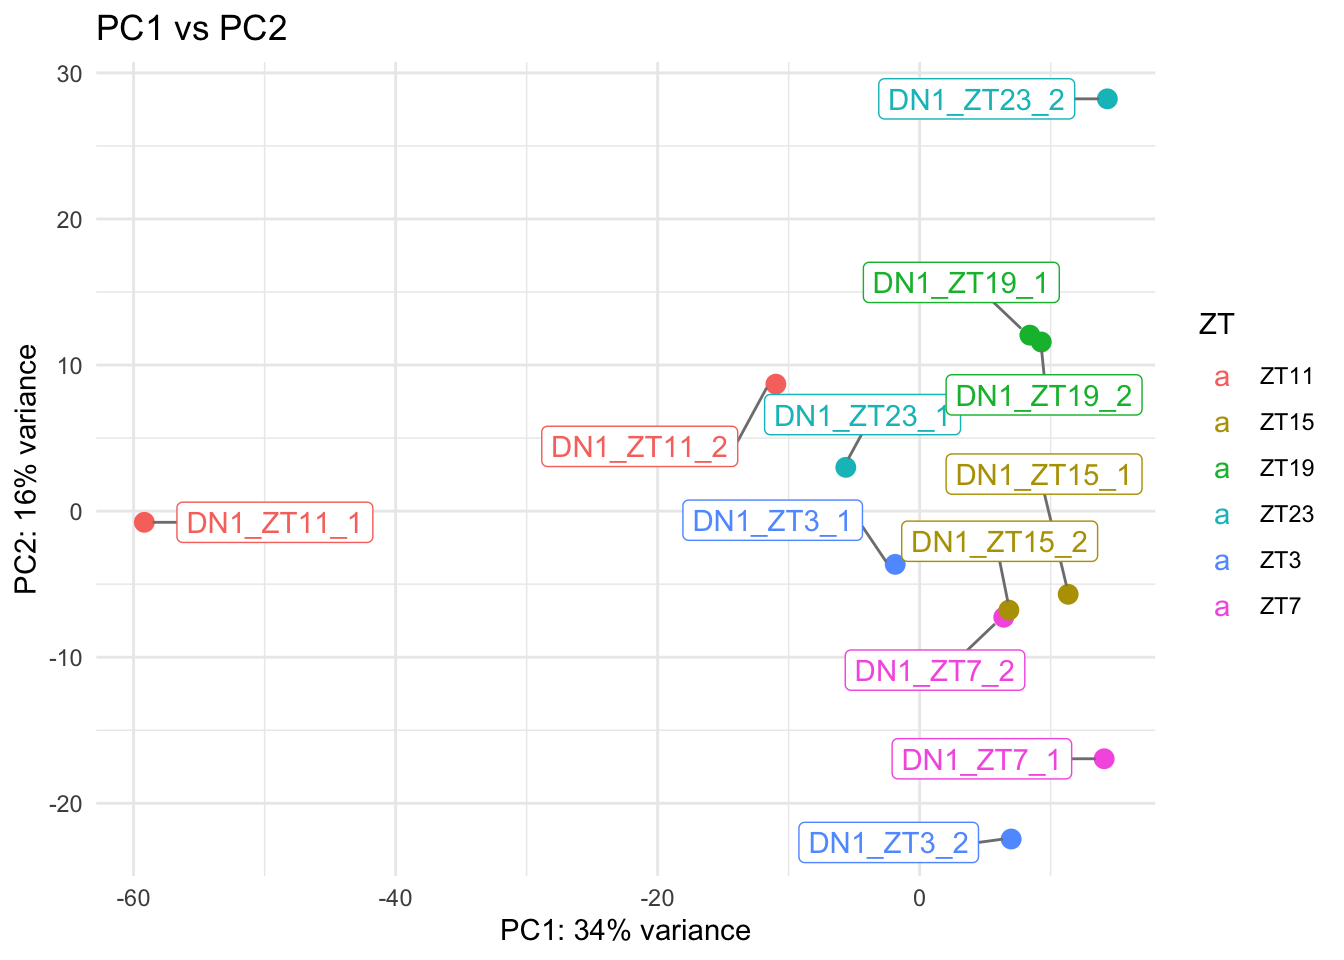 PC1 vs PC2
30
20
10
0
-10
-20
PC2: 16% variance
DN1_ZT23_2
DN1_ZT19_1
DN1_ZT19_2
DN1_ZT23_1
DN1_ZT11_2
DN1_ZT15_1
DN1_ZT11_1
DN1_ZT3_1
DN1_ZT15_2
DN1_ZT7_2
DN1_ZT7_1
DN1_ZT3_2
-60
-40
-20
0
PC1: 34% variance
ZT
a ZT11
a ZT15
a ZT19
a ZT23
a ZT3
a ZT7